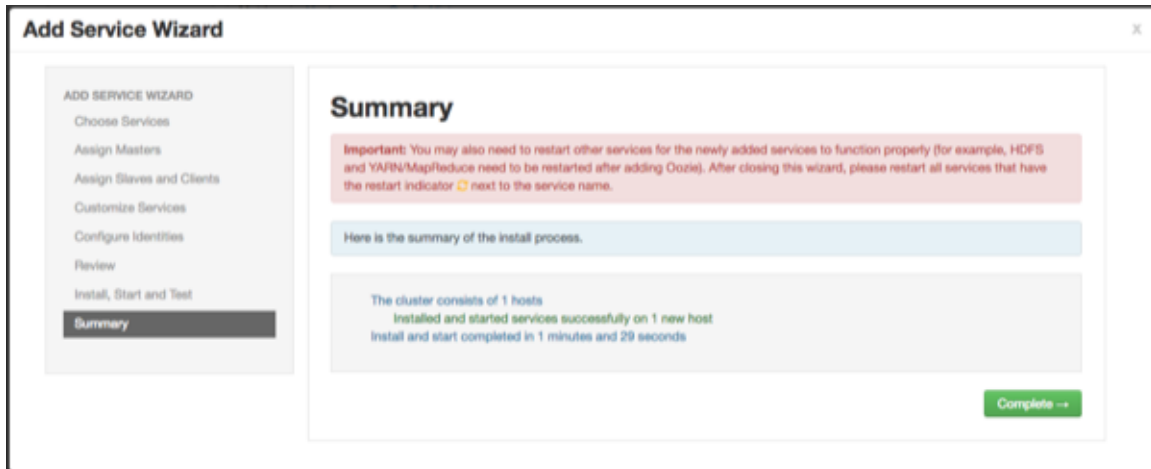 Add Service Wizard
x
ADD SERVICE WIZARD
Choose Services
Assign Masters
Assign Slaves and Clients
Customize Services
Configure Identities
Review
Install, Start and Test
Summary
Summary
Important: You may also need to restart other services for the newly added services to function properly (for example, HDFS
and YARN/MapReduce need to be restarted after adding Oozie). After closing this wizard, please restart all services that have
the restart indicator next to the service name.
Here is the summary of the install process.
The cluster consists of 1 hosts
Installed and started services successfully on 1 new host
Install and start completed in 1 minutes and 29 seconds
Complete →